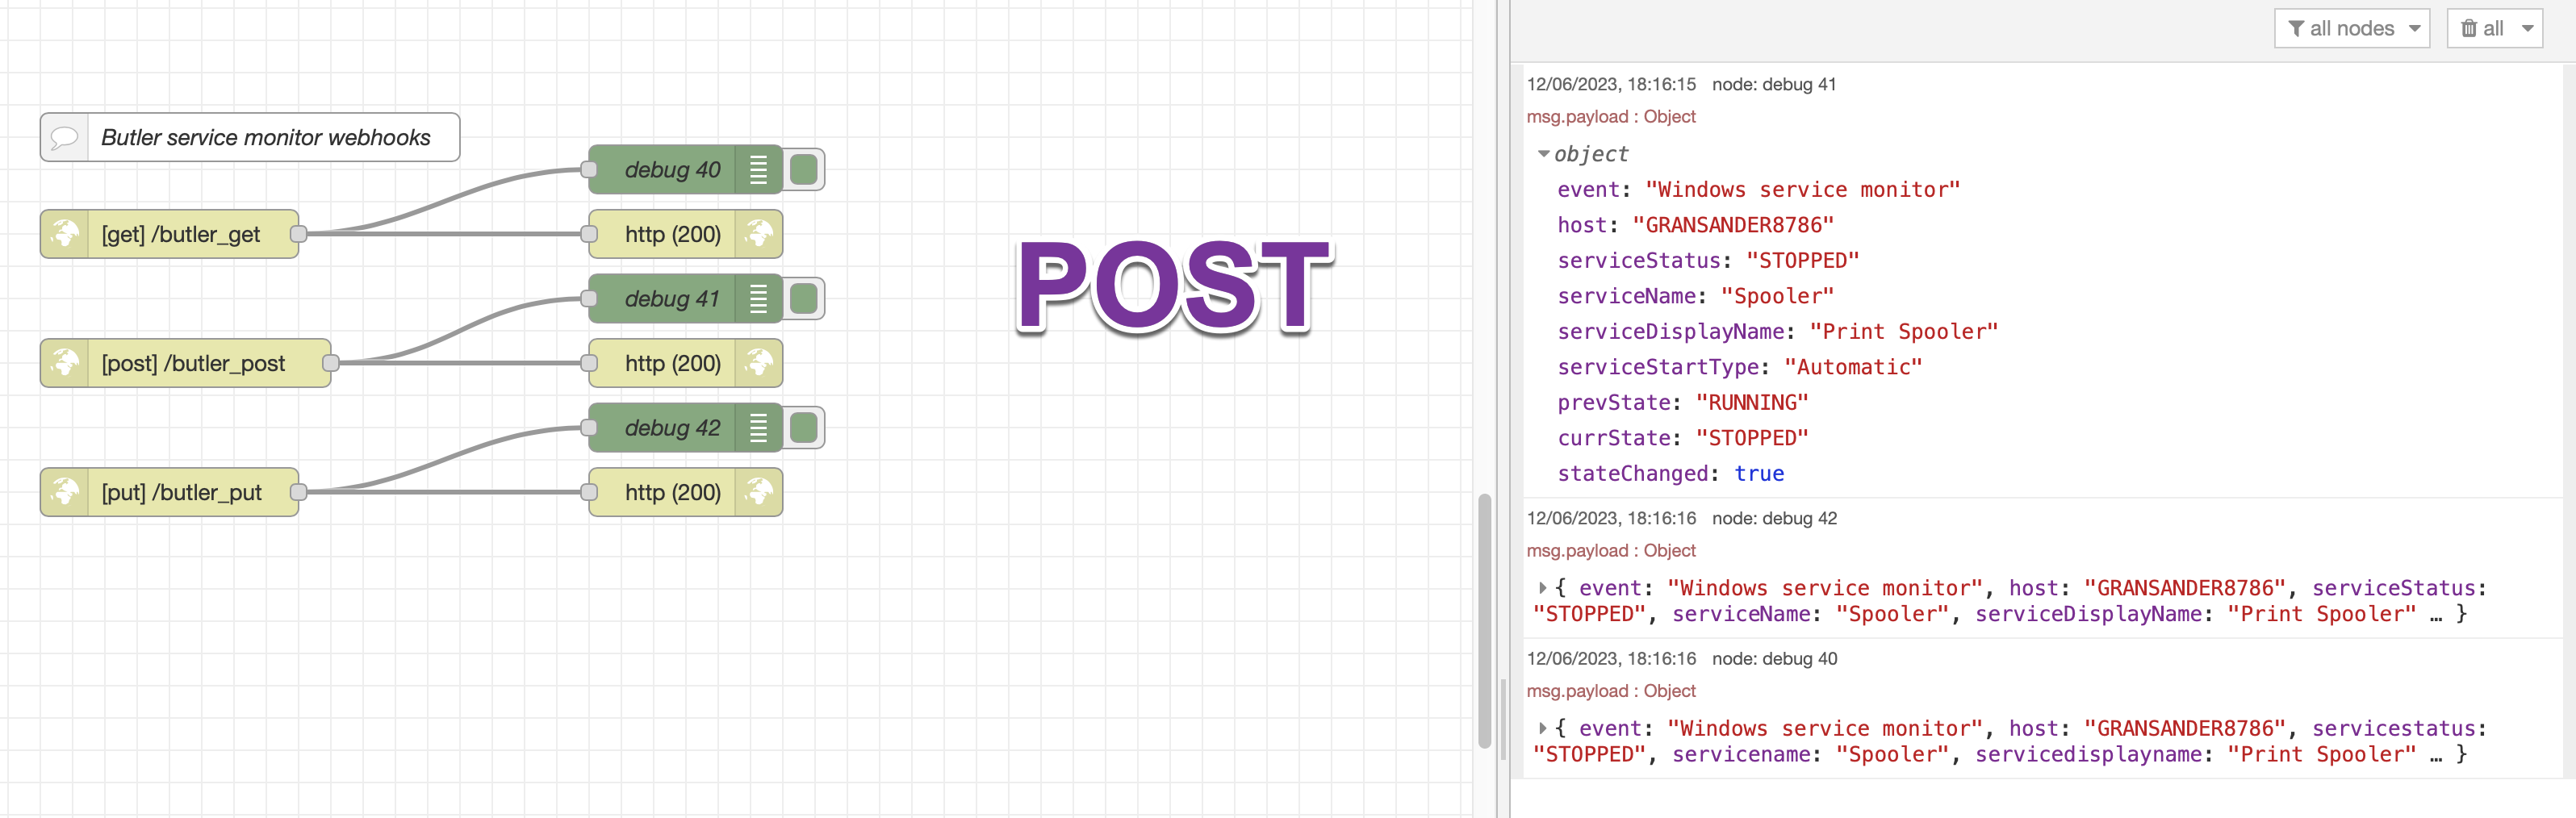 Butler service monitor webhooks
debug 40
[get] /butler_get
http (200)
debug 41
[post] /butler_post
http (200)
debug 42
[put] /butler_put
http (200)
POST
all nodes
all
12/06/2023, 18:16:15 node: debug 41
msg.payload : Object
object
event: "Windows service monitor"
host: "GRANSANDER8786"
serviceStatus: "STOPPED"
serviceName: "Spooler"
serviceDisplayName: "Print Spooler"
serviceStartType: "Automatic"
prevState: "RUNNING"
currState: "STOPPED"
stateChanged: true
12/06/2023, 18:16:16 node: debug 42
msg.payload : Object
{ event: "Windows service monitor", host: "GRANSANDER8786", serviceStatus:
"STOPPED", serviceName: "Spooler", serviceDisplayName: "Print Spooler" … }
12/06/2023, 18:16:16 node: debug 40
msg.payload : Object
{ event: "Windows service monitor", host: "GRANSANDER8786", servicestatus:
"STOPPED", servicename: "Spooler", servicedisplayname: "Print Spooler" … }